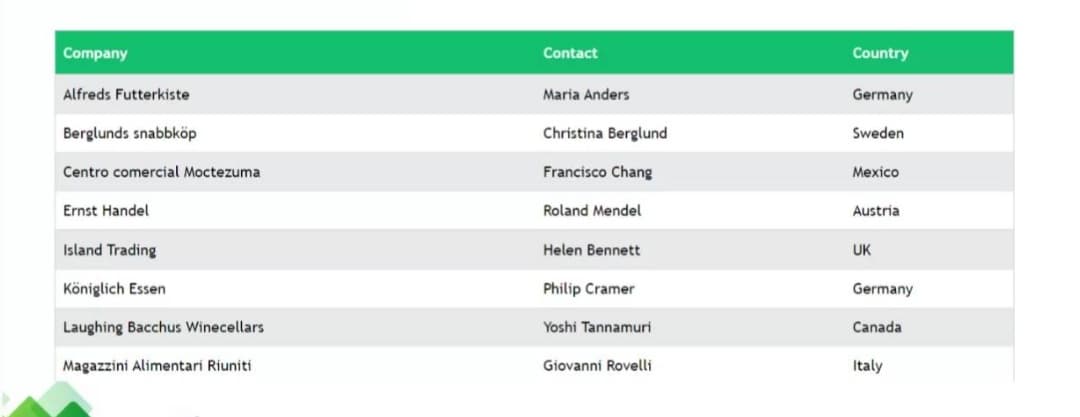 Company Contact Country
Alfreds Futterkiste Maria Anders Germany
Berglunds snabbköp Christina Berglund Sweden
Centro comercial Moctezuma Francisco Chang Mexico
Ernst Handel Roland Mendel Austria
Island Trading Helen Bennett UK
Königlich Essen Philip Cramer Germany
Laughing Bacchus Winecellars Yoshi Tannamuri Canada
Magazzini Alimentari Riuniti Giovanni Rovelli Italy